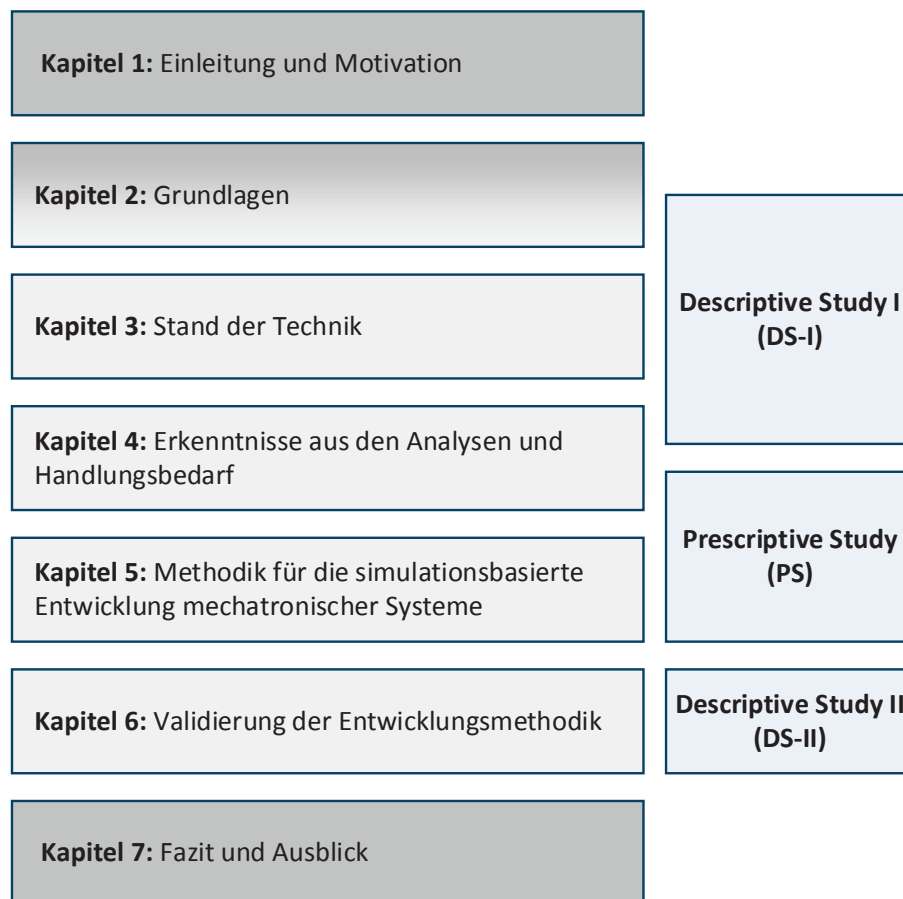 Kapitel 1: Einleitung und Motivation
Kapitel 2: Grundlagen
Kapitel 3: Stand der Technik
Kapitel 4: Erkenntnisse aus den Analysen und
Handlungsbedarf
Kapitel 5: Methodik für die simulationsbasierte
Entwicklung mechatronischer Systeme
Kapitel 6: Validierung der Entwicklungsmethodik
Kapitel 7: Fazit und Ausblick
Descriptive Study I
(DS-I)
Prescriptive Study
(PS)
Descriptive Study II
(DS-II)